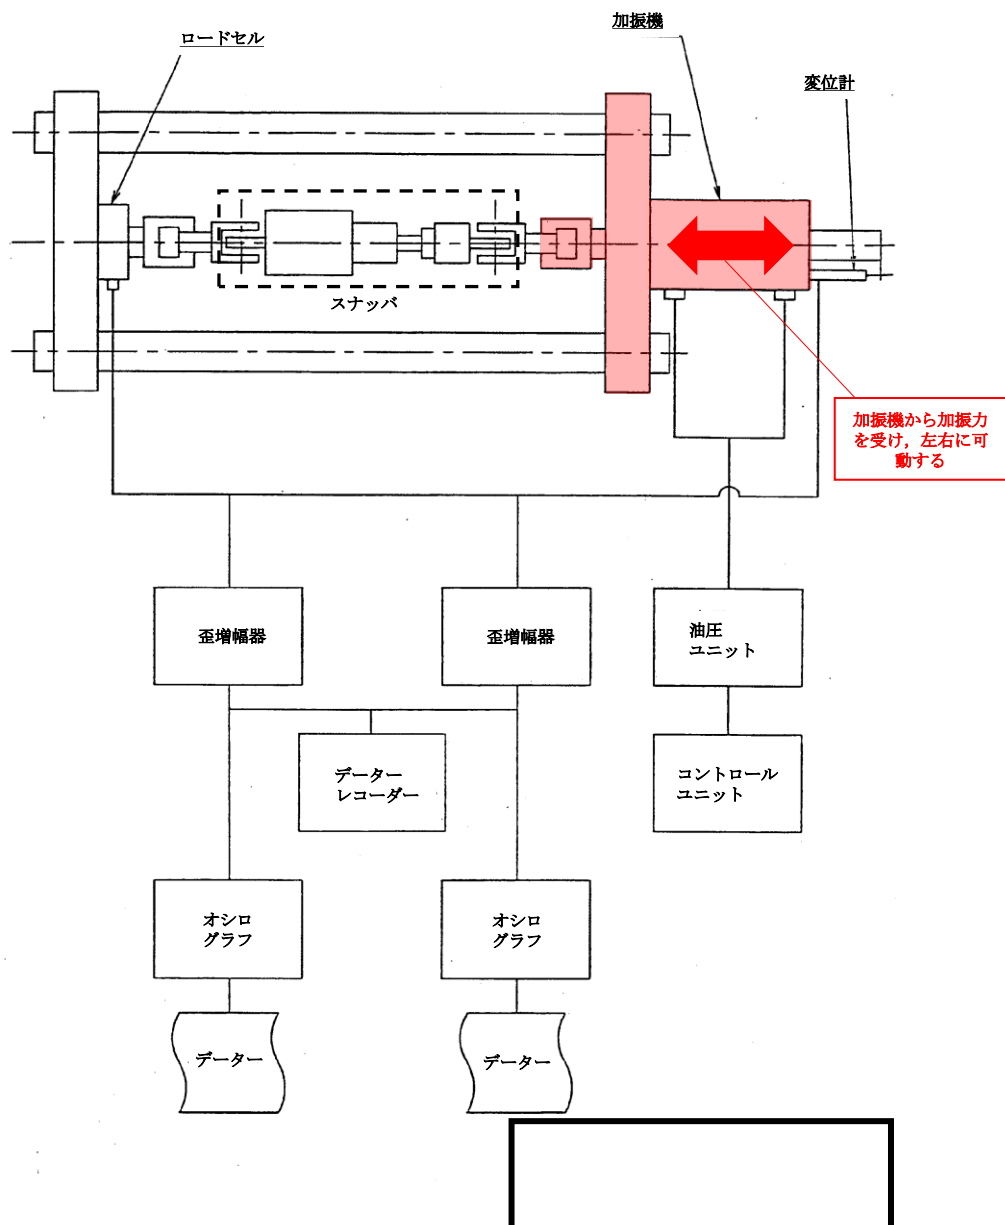 加振機
ロードセル
変位計
スナッバ
加振機から加振力
を受け，左右に可
動する
歪増幅器
歪増幅器
油圧
ユニット
データー
レコーダー
コントロール
ユニット
オシロ
グラフ
オシロ
グラフ
データー
データー